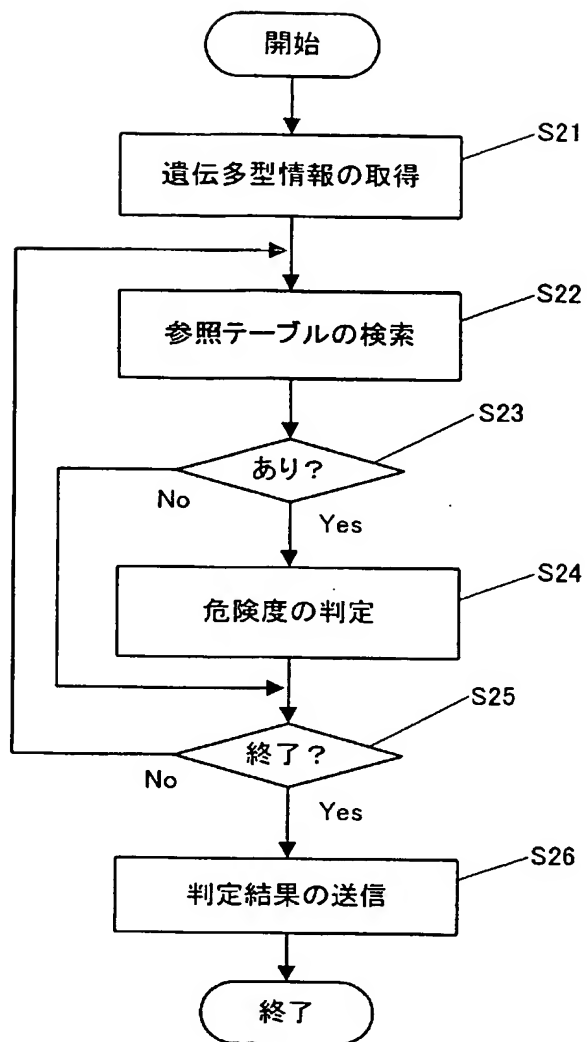 開始
S21
遺伝多型情報の取得
S22
参照テーブルの検索
S23
あり?
No
Yes
S24
危険度の判定
S25
終了?
No
Yes
S26
判定結果の送信
終了